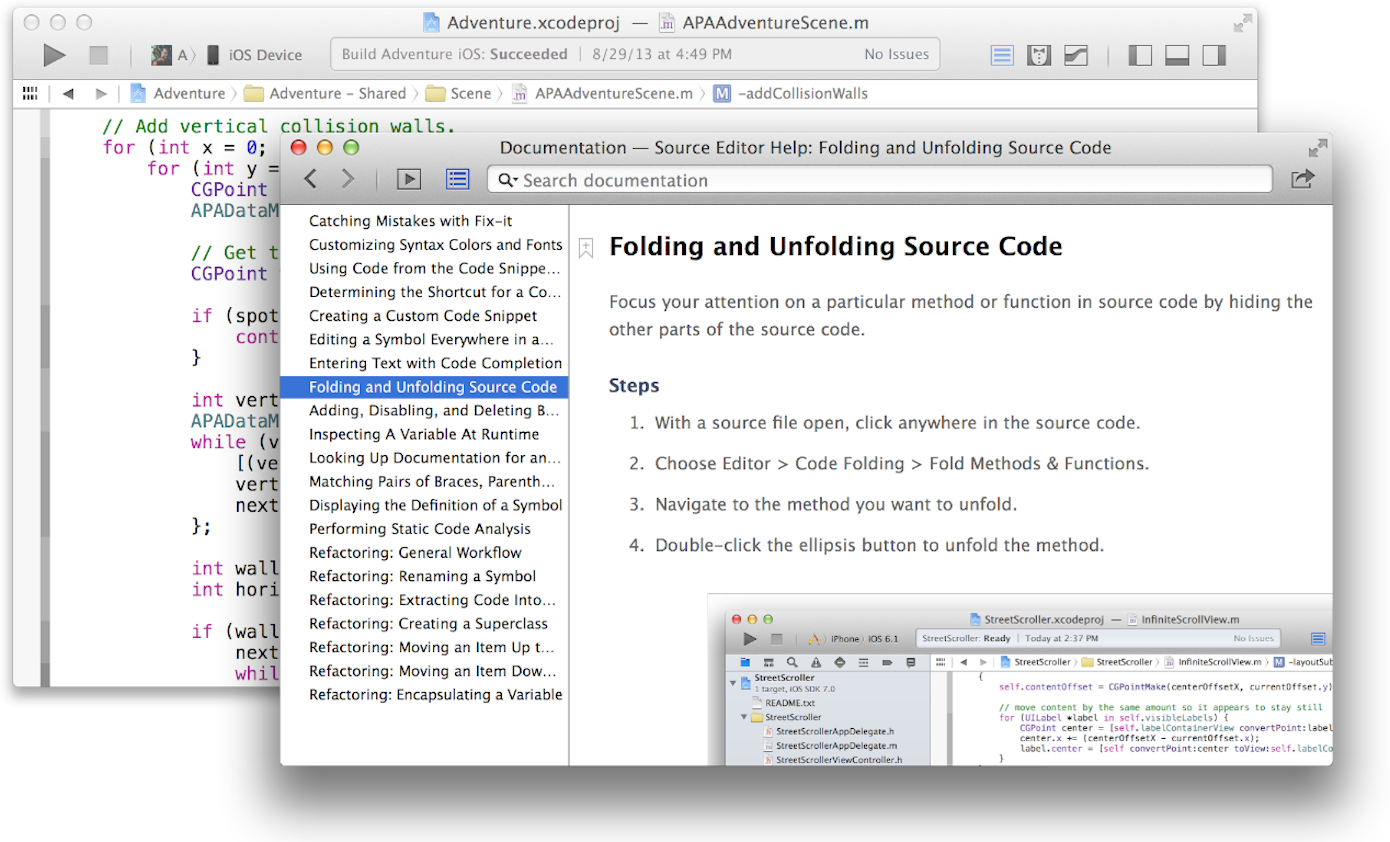 Adventure.xcodeproj — APAAdventureScene.m
A iOS Device
Build Adventure iOS: Succeeded | 8/29/13 at 4:49 PM No Issues
Adventure Adventure – Shared Scene APAAdventureScene.m M -addCollisionWalls
// Add vertical collision walls.
for (int x = 0;
for (int y =
CGPoint
APADataM
// Get t
CGPoint
if (spot
cont
}
int vert
APADataM
while (v
[(ve
vert
next
};
int wall
int hori
if (wall
next
whil
Documentation — Source Editor Help: Folding and Unfolding Source Code
Search documentation
Catching Mistakes with Fix-it
Customizing Syntax Colors and Fonts
Using Code from the Code Snippe...
Determining the Shortcut for a Co...
Creating a Custom Code Snippet
Editing a Symbol Everywhere in a...
Entering Text with Code Completion
Folding and Unfolding Source Code
Adding, Disabling, and Deleting B...
Inspecting A Variable At Runtime
Looking Up Documentation for an...
Matching Pairs of Braces, Parenth...
Displaying the Definition of a Symbol
Performing Static Code Analysis
Refactoring: General Workflow
Refactoring: Renaming a Symbol
Refactoring: Extracting Code Into...
Refactoring: Creating a Superclass
Refactoring: Moving an Item Up t...
Refactoring: Moving an Item Dow...
Refactoring: Encapsulating a Variable
Folding and Unfolding Source Code
Focus your attention on a particular method or function in source code by hiding the
other parts of the source code.
Steps
1. With a source file open, click anywhere in the source code.
2. Choose Editor > Code Folding > Fold Methods & Functions.
3. Navigate to the method you want to unfold.
4. Double-click the ellipsis button to unfold the method.
StreetScroller.xcodeproj — InfiniteScrollView.m
iPhone iOS 6.1
StreetScroller: Ready | Today at 2:37 PM No Issues
StreetScroller StreetScroller InfiniteScrollView.m M -layoutSub
StreetScroller
1 target, iOS SDK 7.0
README.txt
StreetScroller
StreetScrollerAppDelegate.h
StreetScrollerAppDelegate.m
StreetScrollerViewController.h
{
self.contentOffset = CGPointMake(centerOffsetX, currentOffset.y)
// move content by the same amount so it appears to stay still
for (UILabel *label in self.visibleLabels) {
CGPoint center = [self.labelContainerView convertPoint:label
center.x += (centerOffsetX - currentOffset.x);
label.center = [self convertPoint:center toView:self.labelCo
}